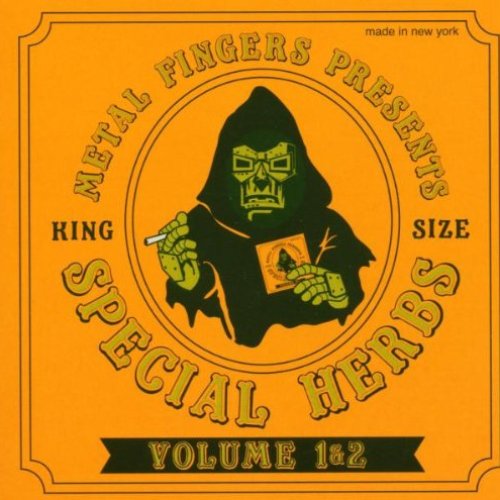 made in new york
METAL FINGERS PRESENTS
KING
SIZE
SPECIAL HERBS
VOLUME 1&2